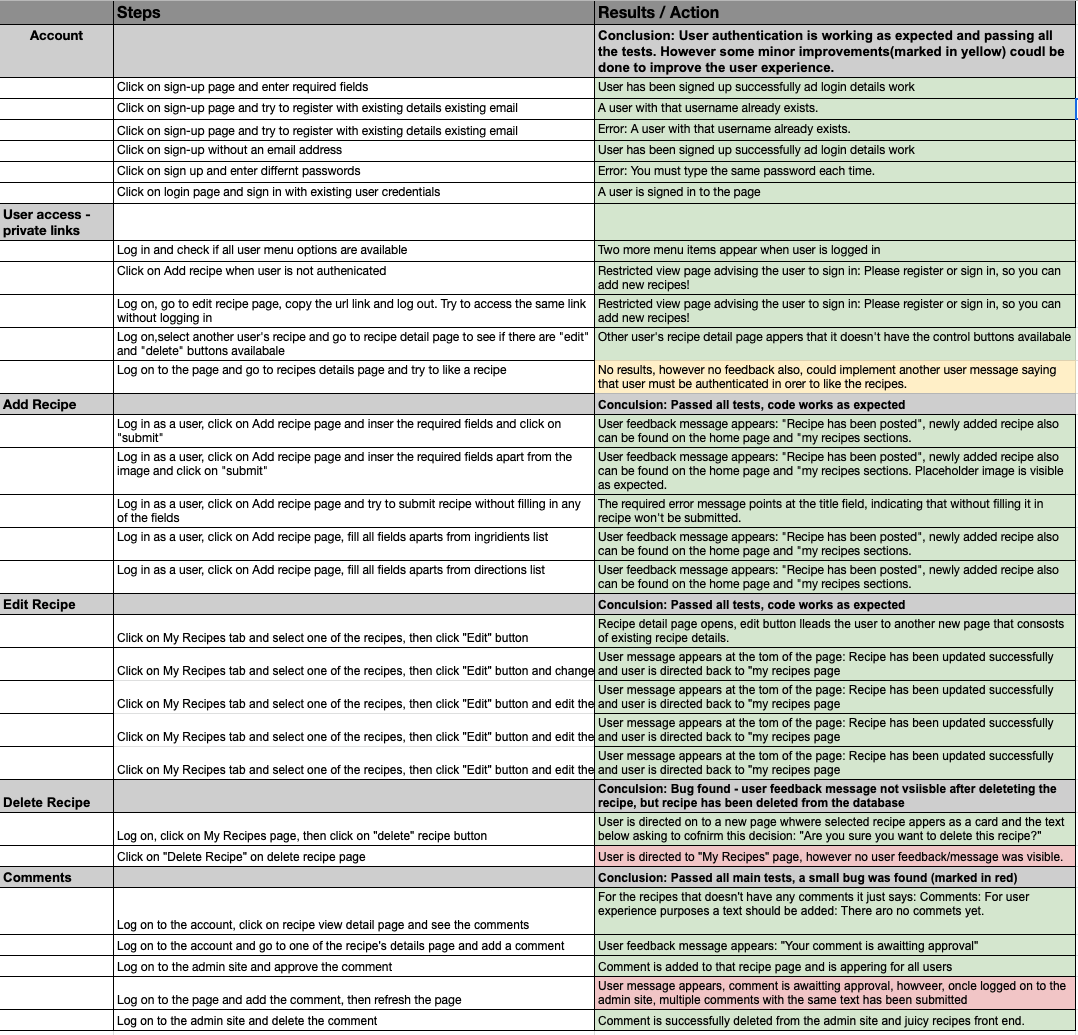 Steps
Results / Action
Account
Conclusion: User authentication is working as expected and passing all
the tests. However some minor improvements(marked in yellow) coudl be
done to improve the user experience.
Click on sign-up page and enter required fields
User has been signed up successfully ad login details work
Click on sign-up page and try to register with existing details existing email
A user with that username already exists.
Click on sign-up page and try to register with existing details existing email
Error: A user with that username already exists.
Click on sign-up without an email address
User has been signed up successfully ad login details work
Click on sign up and enter differnt passwords
Error: You must type the same password each time.
Click on login page and sign in with existing user credentials
A user is signed in to the page
User access -
private links
Log in and check if all user menu options are available
Two more menu items appear when user is logged in
Click on Add recipe when user is not authenicated
Restricted view page advising the user to sign in: Please register or sign in, so you can
add new recipes!
Log on, go to edit recipe page, copy the url link and log out. Try to access the same link
without logging in
Restricted view page advising the user to sign in: Please register or sign in, so you can
add new recipes!
Log on,select another user's recipe and go to recipe detail page to see if there are "edit"
and "delete" buttons availabale
Other user's recipe detail page appers that it doesn't have the control buttons availabale
Log on to the page and go to recipes details page and try to like a recipe
No results, however no feedback also, could implement another user message saying
that user must be authenticated in orer to like the recipes.
Add Recipe
Conculsion: Passed all tests, code works as expected
Log in as a user, click on Add recipe page and inser the required fields and click on
"submit"
User feedback message appears: "Recipe has been posted", newly added recipe also
can be found on the home page and "my recipes sections.
Log in as a user, click on Add recipe page and inser the required fields apart from the
image and click on "submit"
User feedback message appears: "Recipe has been posted", newly added recipe also
can be found on the home page and "my recipes sections. Placeholder image is visible
as expected.
Log in as a user, click on Add recipe page and try to submit recipe without filling in any
of the fields
The required error message points at the title field, indicating that without filling it in
recipe won't be submitted.
Log in as a user, click on Add recipe page, fill all fields aparts from ingridients list
User feedback message appears: "Recipe has been posted", newly added recipe also
can be found on the home page and "my recipes sections.
Log in as a user, click on Add recipe page, fill all fields aparts from directions list
User feedback message appears: "Recipe has been posted", newly added recipe also
can be found on the home page and "my recipes sections.
Edit Recipe
Conculsion: Passed all tests, code works as expected
Click on My Recipes tab and select one of the recipes, then click "Edit" button
Recipe detail page opens, edit button lleads the user to another new page that consosts
of existing recipe details.
Click on My Recipes tab and select one of the recipes, then click "Edit" button and change
User message appears at the tom of the page: Recipe has been updated successfully
and user is directed back to "my recipes page
Click on My Recipes tab and select one of the recipes, then click "Edit" button and edit the
User message appears at the tom of the page: Recipe has been updated successfully
and user is directed back to "my recipes page
Click on My Recipes tab and select one of the recipes, then click "Edit" button and edit the
User message appears at the tom of the page: Recipe has been updated successfully
and user is directed back to "my recipes page
Click on My Recipes tab and select one of the recipes, then click "Edit" button and edit the
User message appears at the tom of the page: Recipe has been updated successfully
and user is directed back to "my recipes page
Delete Recipe
Conculsion: Bug found - user feedback message not vsiisble after deleteting the
recipe, but recipe has been deleted from the database
Log on, click on My Recipes page, then click on "delete" recipe button
User is directed on to a new page whwere selected recipe appers as a card and the text
below asking to cofnirm this decision: "Are you sure you want to delete this recipe?"
Click on "Delete Recipe" on delete recipe page
User is directed to "My Recipes" page, however no user feedback/message was visible.
Comments
Conclusion: Passed all main tests, a small bug was found (marked in red)
Log on to the account, click on recipe view detail page and see the comments
For the recipes that doesn't have any comments it just says: Comments: For user
experience purposes a text should be added: There aro no commets yet.
Log on to the account and go to one of the recipe's details page and add a comment
User feedback message appears: "Your comment is awaitting approval"
Log on to the admin site and approve the comment
Comment is added to that recipe page and is appering for all users
Log on to the page and add the comment, then refresh the page
User message appears, comment is awaitting approval, howveer, oncle logged on to the
admin site, multiple comments with the same text has been submitted
Log on to the admin site and delete the comment
Comment is successfully deleted from the admin site and juicy recipes front end.